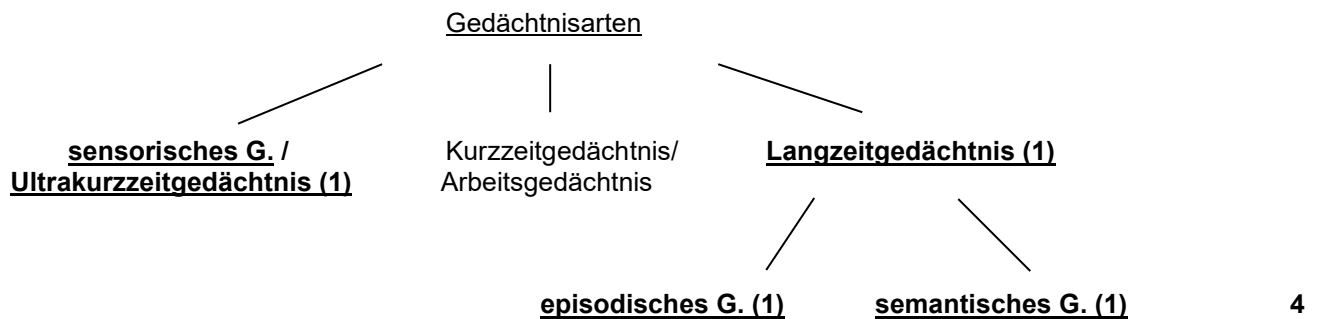 Gedächtnisarten
sensorisches G. / Kurzzeitgedächtnis/ Langzeitgedächtnis (1)
Ultrakurzzeitgedächtnis (1) Arbeitsgedächtnis
episodisches G. (1) semantisches G. (1) 4